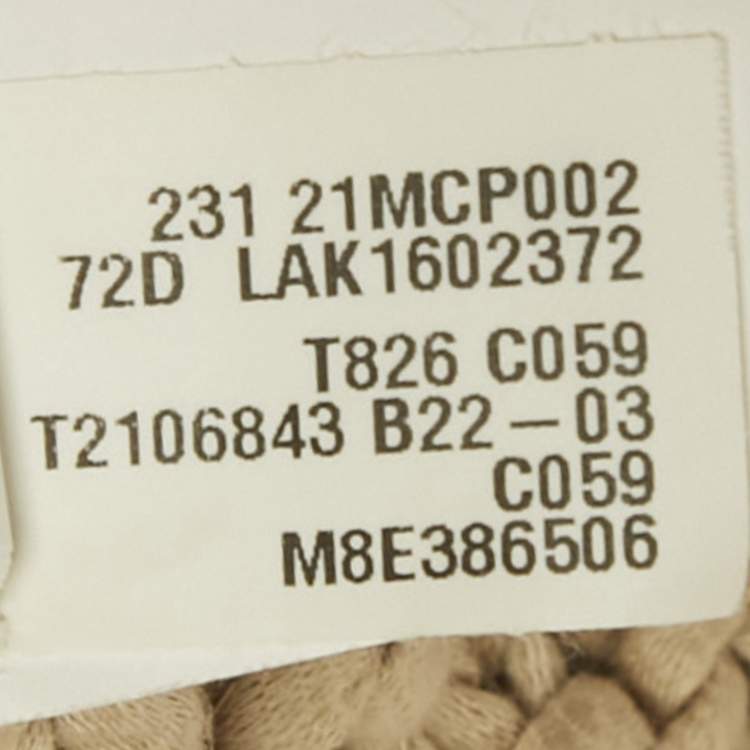 231 21MCP002
72D LAK1602372
T826 C059
T2106843 B22-03
C059
M8E386506